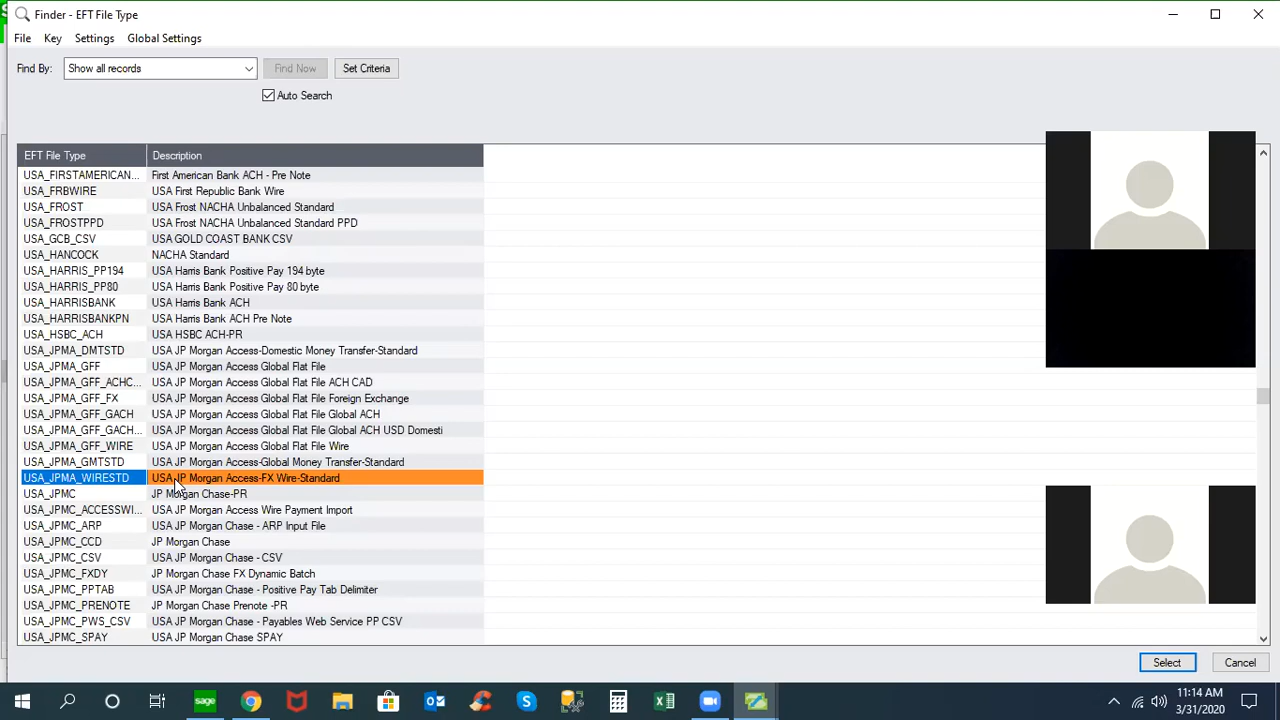 Finder - EFT File Type
File Key Settings Global Settings
Find By: Show all records Find Now Set Criteria
Auto Search
EFT File Type Description
USA_FIRSTAMERICAN... First American Bank ACH - Pre Note
USA_FRBWIRE USA First Republic Bank Wire
USA_FROST USA Frost NACHA Unbalanced Standard
USA_FROSTPPD USA Frost NACHA Unbalanced Standard PPD
USA_GCB_CSV USA GOLD COAST BANK CSV
USA_HANCOCK NACHA Standard
USA_HARRIS_PP194 USA Harris Bank Positive Pay 194 byte
USA_HARRIS_PP80 USA Harris Bank Positive Pay 80 byte
USA_HARRISBANK USA Harris Bank ACH
USA_HARRISBANKPN USA Harris Bank ACH Pre Note
USA_HSBC_ACH USA HSBC ACH-PR
USA_JPMA_DMTSTD USA JP Morgan Access-Domestic Money Transfer-Standard
USA_JPMA_GFF USA JP Morgan Access Global Flat File
USA_JPMA_GFF_ACHC... USA JP Morgan Access Global Flat File ACH CAD
USA_JPMA_GFF_FX USA JP Morgan Access Global Flat File Foreign Exchange
USA_JPMA_GFF_GACH USA JP Morgan Access Global Flat File Global ACH
USA_JPMA_GFF_GACH... USA JP Morgan Access Global Flat File Global ACH USD Domesti
USA_JPMA_GFF_WIRE USA JP Morgan Access Global Flat File Wire
USA_JPMA_GMTSTD USA JP Morgan Access-Global Money Transfer-Standard
USA_JPMA_WIRESTD USA JP Morgan Access-FX Wire-Standard
USA_JPMC JP Morgan Chase-PR
USA_JPMC_ACCESSWI... USA JP Morgan Access Wire Payment Import
USA_JPMC_ARP USA JP Morgan Chase - ARP Input File
USA_JPMC_CCD JP Morgan Chase
USA_JPMC_CSV USA JP Morgan Chase - CSV
USA_JPMC_FXDY JP Morgan Chase FX Dynamic Batch
USA_JPMC_PPTAB USA JP Morgan Chase - Positive Pay Tab Delimiter
USA_JPMC_PRENOTE JP Morgan Chase Prenote -PR
USA_JPMC_PWS_CSV USA JP Morgan Chase - Payables Web Service PP CSV
USA_JPMC_SPAY USA JP Morgan Chase SPAY
Select Cancel
sage
11:14 AM
3/31/2020